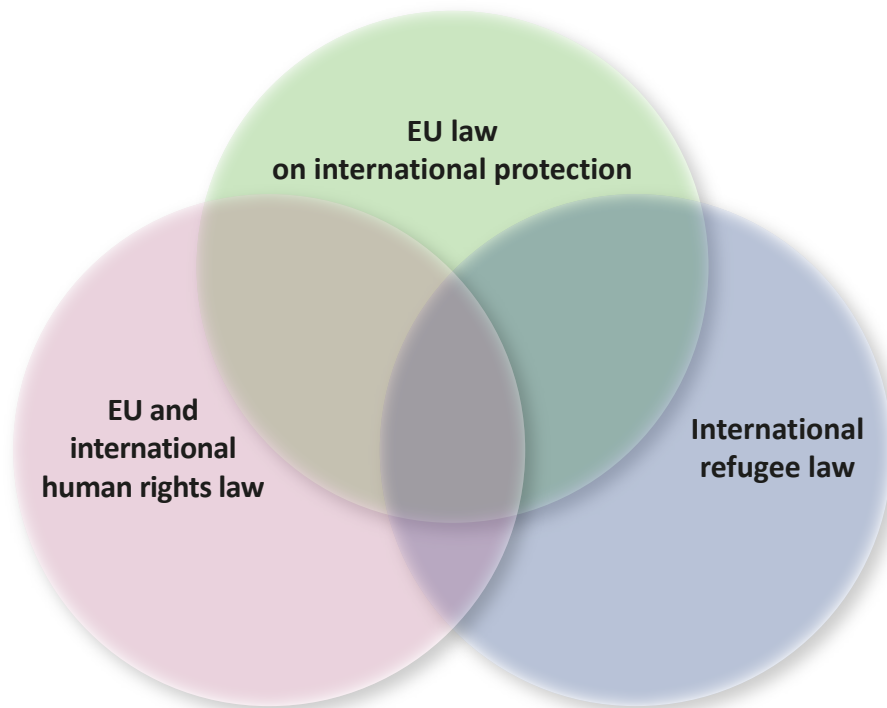 EU law
on international protection
EU and
international
human rights law
International
refugee law